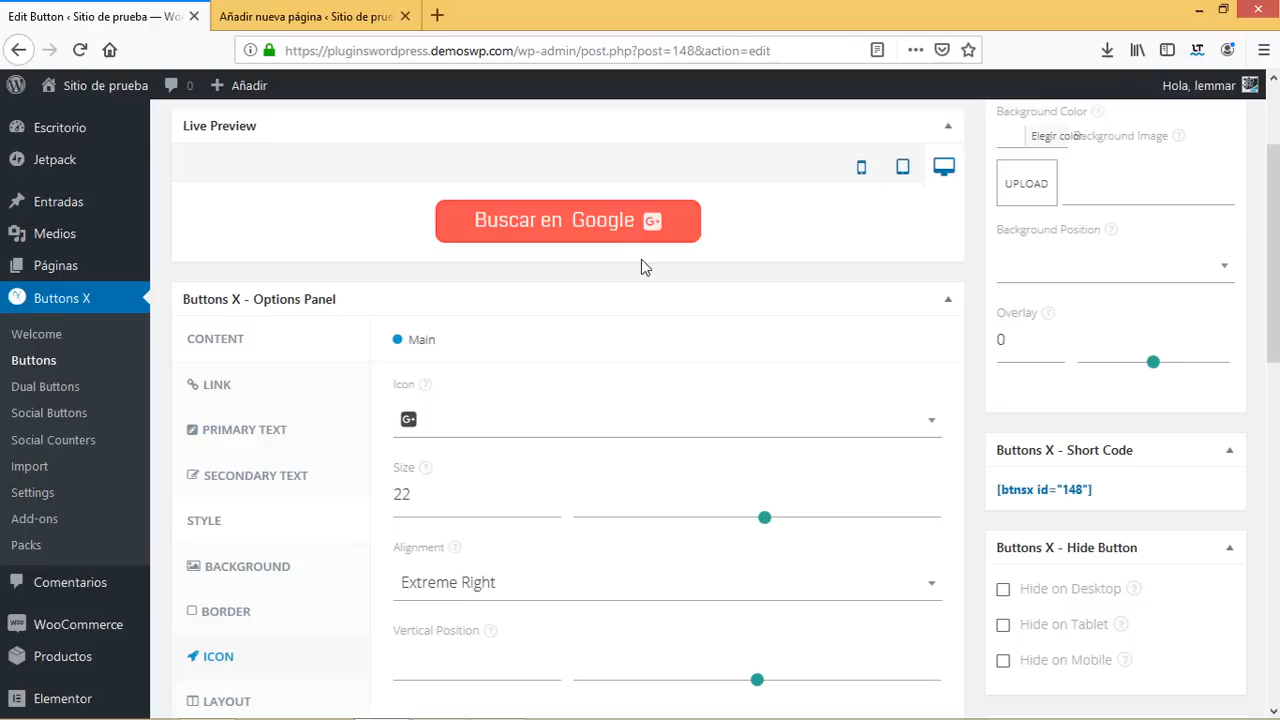 Edit Button ‹ Sitio de prueba — Wo
Añadir nueva página ‹ Sitio de prue
https://pluginswordpress.demoswp.com/wp-admin/post.php?post=148&action=edit
Sitio de prueba
0
Añadir
Hola, lemmar
Escritorio
Jetpack
Entradas
Medios
Páginas
Buttons X
Welcome
Buttons
Dual Buttons
Social Buttons
Social Counters
Import
Settings
Add-ons
Packs
Comentarios
WooCommerce
Productos
Elementor
Live Preview
Buscar en Google G+
Buttons X - Options Panel
CONTENT
LINK
PRIMARY TEXT
SECONDARY TEXT
STYLE
BACKGROUND
BORDER
ICON
LAYOUT
Main
Icon ?
G+
Size ?
22
Alignment ?
Extreme Right
Vertical Position ?
Background Color ?
Elegir color
Background Image ?
UPLOAD
Background Position ?
Overlay ?
0
Buttons X - Short Code
[btnsx id="148"]
Buttons X - Hide Button
Hide on Desktop ?
Hide on Tablet ?
Hide on Mobile ?